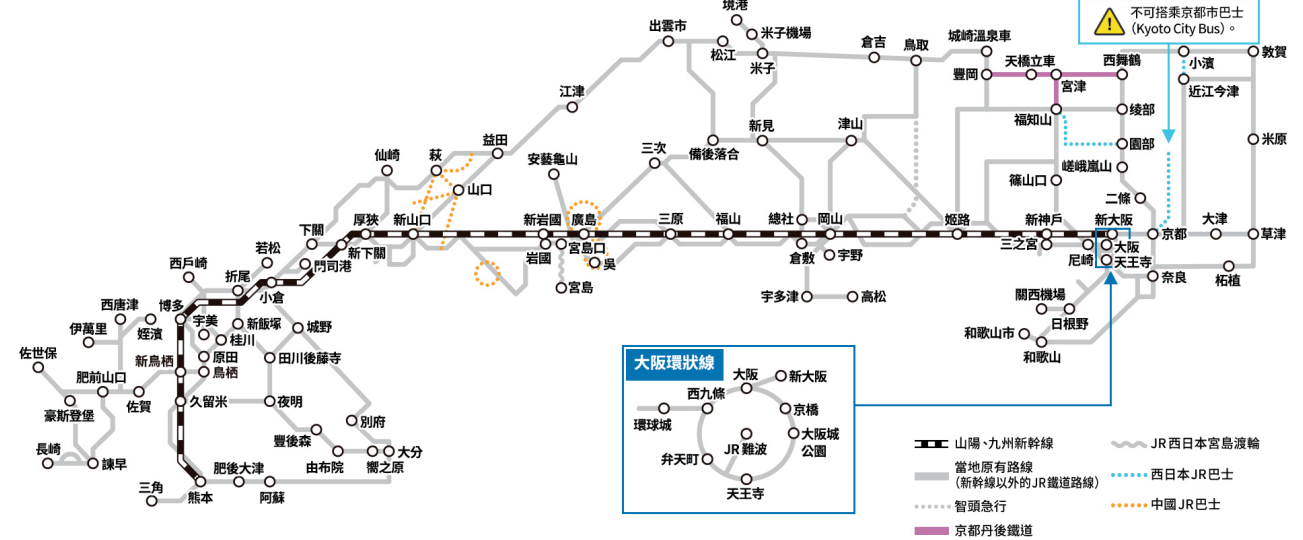 境港
不可搭乘京都市巴士
（Kyoto City Bus）。
出雲市
米子機場
松江
米子
倉吉
鳥取
城崎溫泉車
豐岡
天橋立車
宮津
西舞鶴
小濱
敦賀
近江今津
江津
益田
仙崎
萩
山口
安藝龜山
三次
備後落合
新見
津山
福知山
綾部
園部
嵯峨嵐山
米原
篠山口
二條
下關
厚狹
新山口
新岩國
廣島
三原
福山
總社
岡山
姬路
新神戶
新大阪
京都
大津
草津
若松
門司港
新下關
岩國
宮島口
吳
宮島
倉敷
宇野
三之宮
尼崎
大阪
天王寺
奈良
柘植
西戶崎
折尾
小倉
宇多津
高松
關西機場
日根野
和歌山市
和歌山
西唐津
博多
宇美
新飯塚
城野
伊萬里
姪濱
桂川
新鳥栖
原田
鳥栖
田川後藤寺
佐世保
肥前山口
佐賀
久留米
夜明
豪斯登堡
別府
豐後森
長崎
諫早
由布院
嚮之原
大分
肥後大津
三角
熊本
阿蘇
大阪環狀線
大阪
新大阪
西九條
京橋
環球城
大阪城
公園
JR難波
弁天町
天王寺
山陽、九州新幹線
當地原有路線
（新幹線以外的JR鐵道路線）
智頭急行
京都丹後鐵道
JR西日本宮島渡輪
西日本JR巴士
中國JR巴士